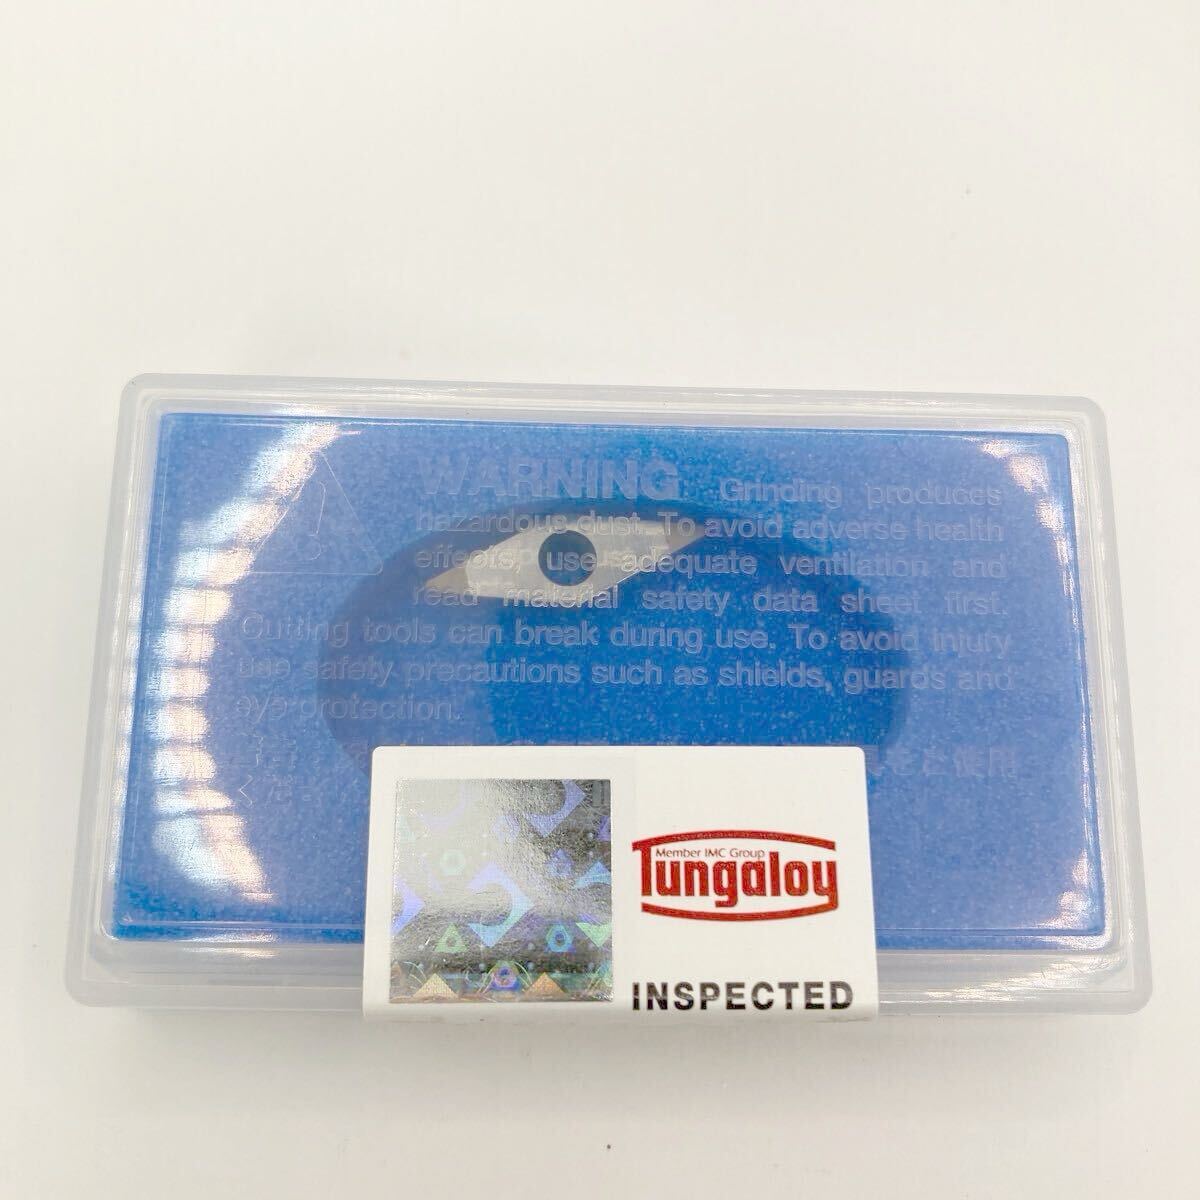 WARNING Grinding produces
hazardous dust. To avoid adverse health
effects, use adequate ventilation and
read material safety data sheet first.
Cutting tools can break during use. To avoid injury
use safety precautions such as shields, guards and
eye protection.
使用
Member IMC Group
Tungaloy
INSPECTED